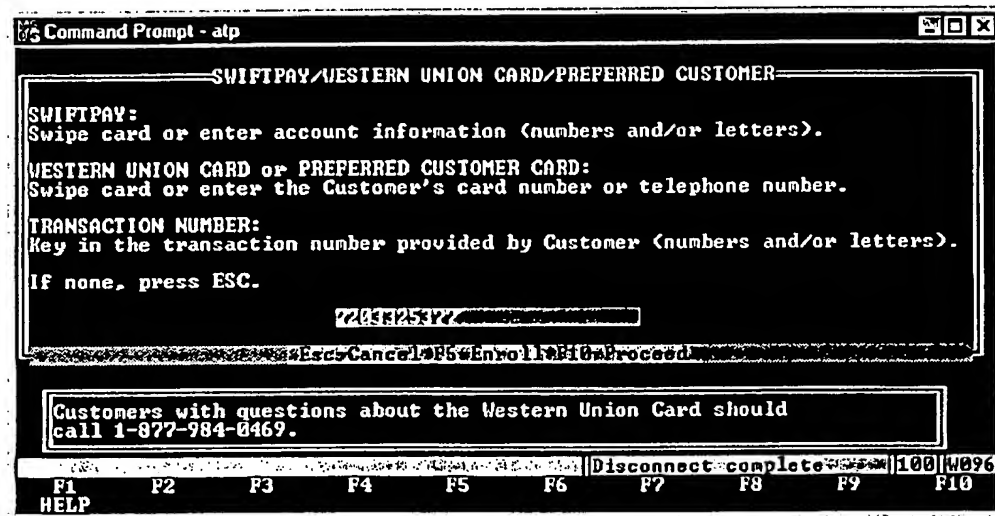 Command Prompt - atp
SWIFTPAY/WESTERN UNION CARD/PREFERRED CUSTOMER
SWIFTPAY:
Swipe card or enter account information (numbers and/or letters).
WESTERN UNION CARD or PREFERRED CUSTOMER CARD:
Swipe card or enter the Customer's card number or telephone number.
TRANSACTION NUMBER:
Key in the transaction number provided by Customer (numbers and/or letters).
If none, press ESC.
Esc=Cancel F5=Enroll F10=Proceed
Customers with questions about the Western Union Card should
call 1-877-984-0469.
Disconnect complete 100 W096
F1 F2 F3 F4 F5 F6 F7 F8 F9 F10
HELP